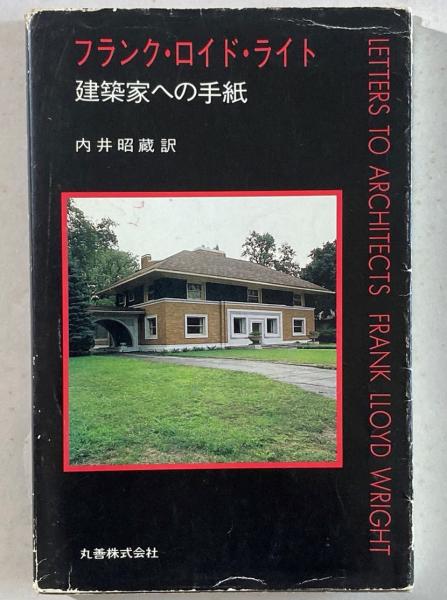 フランク・ロイド・ライト
建築家への手紙
内井昭蔵訳
LETTERS TO ARCHITECTS FRANK LLOYD WRIGHT
丸善株式会社